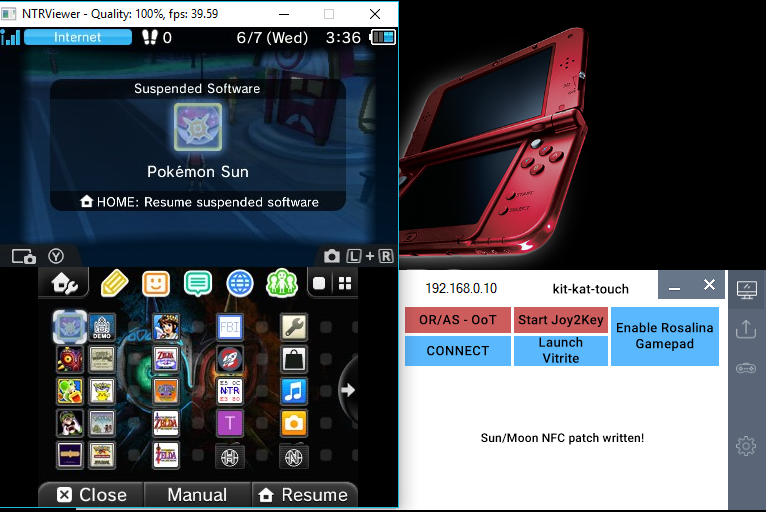 NTRViewer - Quality: 100%, fps: 39.59
Internet
0
6/7 (Wed)
3:36
Suspended Software
Pokémon Sun
HOME: Resume suspended software
Y
L + R
DEMO
FBI
NTR
T
Close
Manual
Resume
START
SELECT
192.168.0.10
kit-kat-touch
OR/AS - OoT
Start Joy2Key
Enable Rosalina
Gamepad
CONNECT
Launch
Vitrite
Sun/Moon NFC patch written!